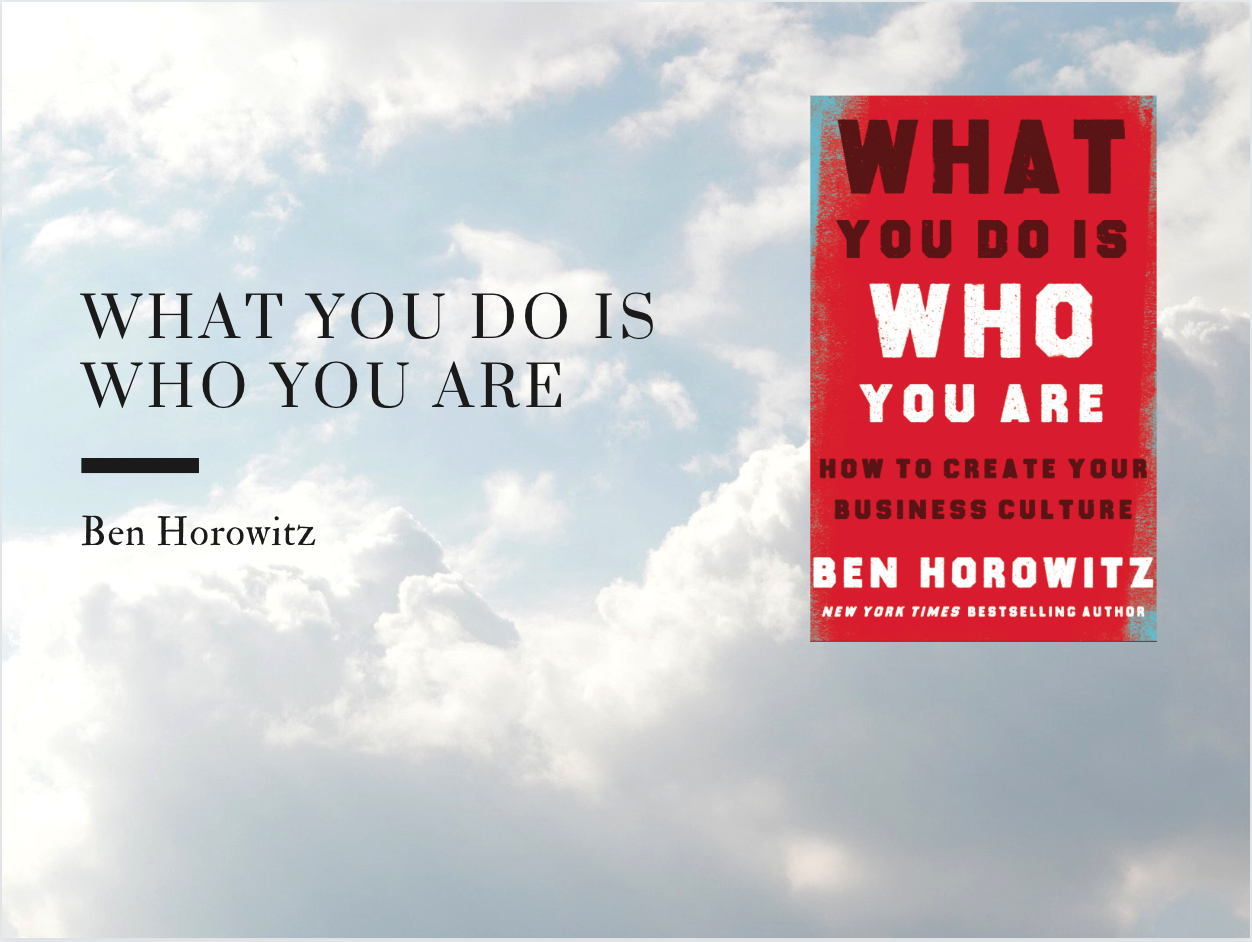 WHAT YOU DO IS
WHO YOU ARE
Ben Horowitz
WHAT
YOU DO IS
WHO
YOU ARE
HOW TO CREATE YOUR
BUSINESS CULTURE
BEN HOROWITZ
NEW YORK TIMES BESTSELLING AUTHOR